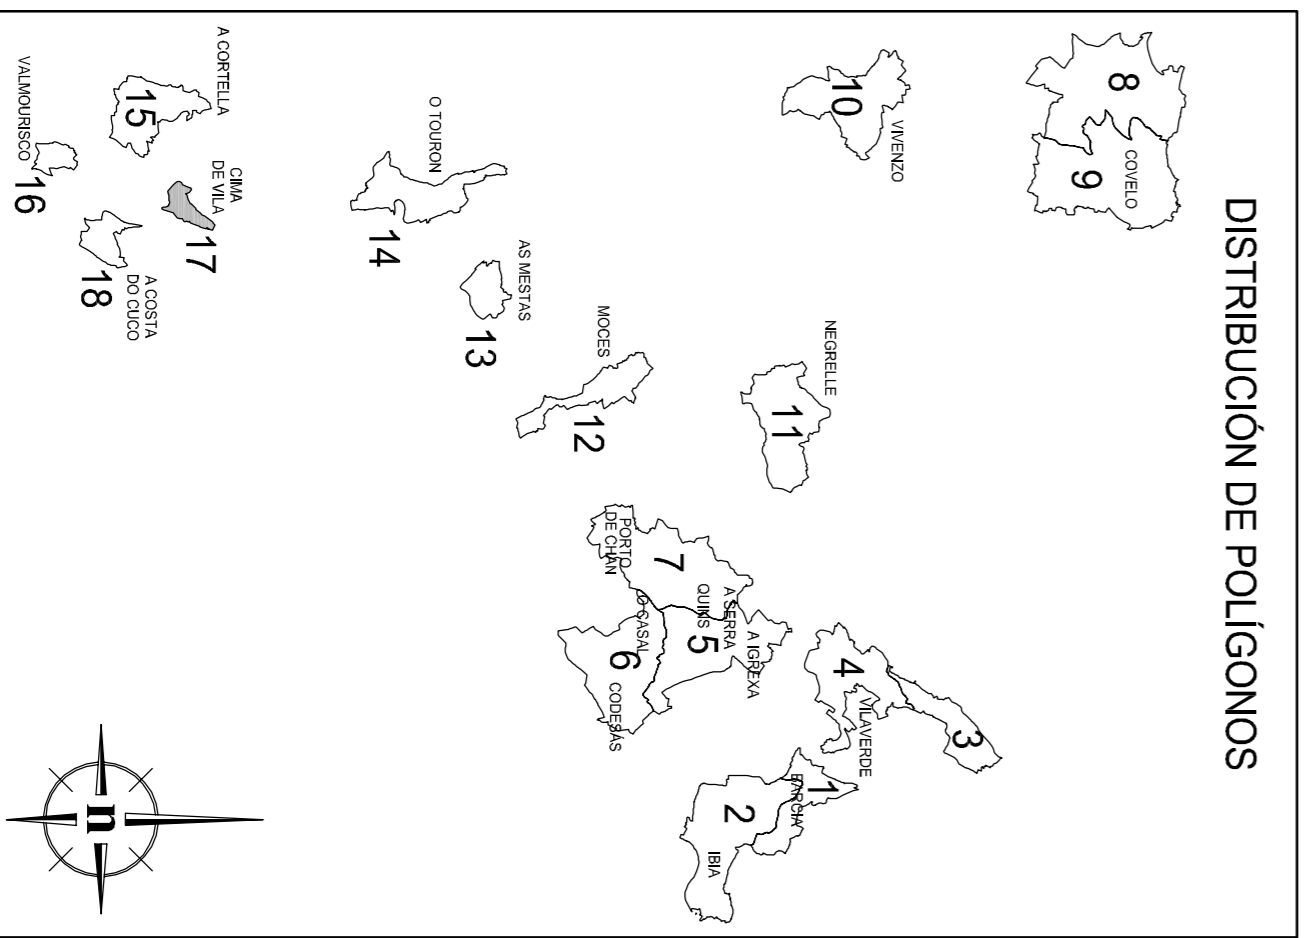 DISTRIBUCIÓN DE POLÍGONOS
8
COVELO
9
VIVENZO
10
NEGRELLE
11
3
4
VILAVERDE
1
BARCIA
2
IBIA
A IGREXA
A SERRA
QUINS
5
7
PORTO
DE CHAN
O CASAL
6
CODESÁS
MOCES
12
AS MESTAS
13
O TOURON
14
A CORTELLA
15
CIMA
DE VILA
17
VALMOURISCO
16
A COSTA
DO CUCO
18
n